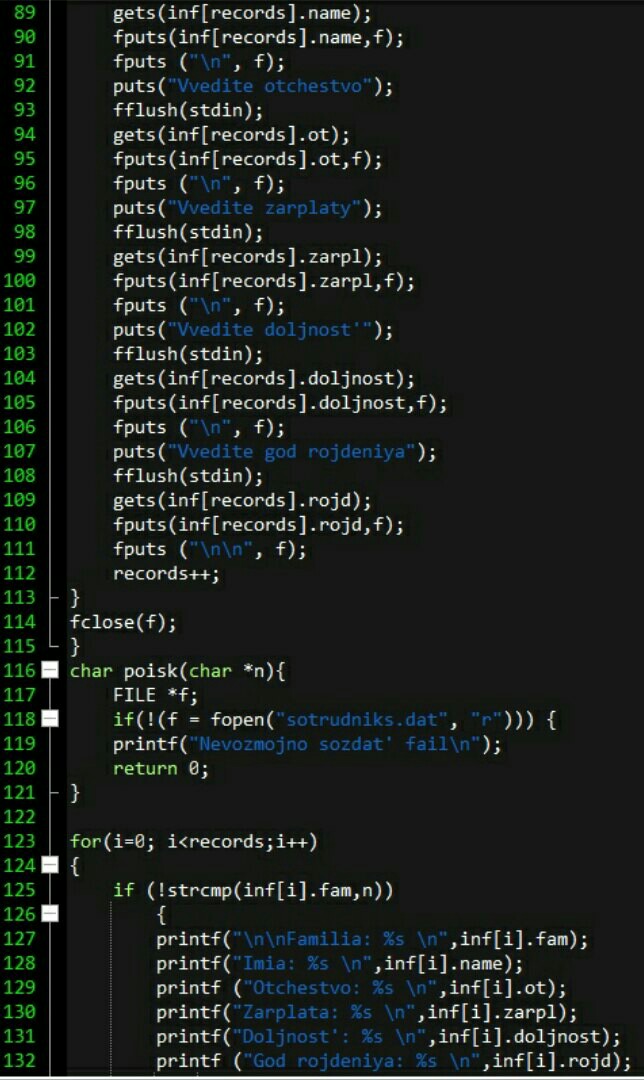 89 gets(inf[records].name);
90 fputs(inf[records].name,f);
91 fputs ("\n", f);
92 puts("Vvedite otchestvo");
93 fflush(stdin);
94 gets(inf[records].ot);
95 fputs(inf[records].ot,f);
96 fputs ("\n", f);
97 puts("Vvedite zarplaty");
98 fflush(stdin);
99 gets(inf[records].zarpl);
100 fputs(inf[records].zarpl,f);
101 fputs ("\n", f);
102 puts("Vvedite doljnost'");
103 fflush(stdin);
104 gets(inf[records].doljnost);
105 fputs(inf[records].doljnost,f);
106 fputs ("\n", f);
107 puts("Vvedite god rojdeniya");
108 fflush(stdin);
109 gets(inf[records].rojd);
110 fputs(inf[records].rojd,f);
111 fputs ("\n\n", f);
112 records++;
113 }
114 fclose(f);
115 }
116 char poisk(char *n){
117 FILE *f;
118 if(!(f = fopen("sotrudniks.dat", "r"))) {
119 printf("Nevozmojno sozdat' fail\n");
120 return 0;
121 }
122
123 for(i=0; i<records;i++)
124 {
125 if (!strcmp(inf[i].fam,n))
126 {
127 printf("\n\nFamilia: %s \n",inf[i].fam);
128 printf("Imia: %s \n",inf[i].name);
129 printf ("Otchestvo: %s \n",inf[i].ot);
130 printf("Zarplata: %s \n",inf[i].zarpl);
131 printf("Doljnost': %s \n",inf[i].doljnost);
132 printf ("God rojdeniya: %s \n",inf[i].rojd);